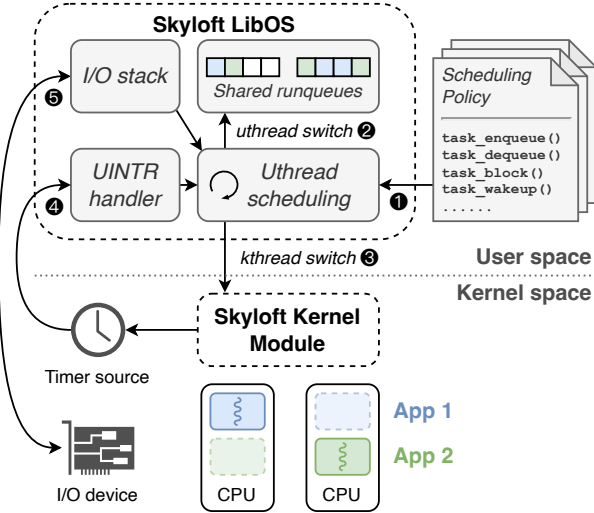 Skyloft LibOS
I/O stack
Shared runqueues
❺
uthread switch ❷
UINTR
handler
Uthread
scheduling
❹
❶
Scheduling
Policy
task_enqueue()
task_dequeue()
task_block()
task_wakeup()
......
kthread switch ❸
User space
Kernel space
Skyloft Kernel
Module
Timer source
I/O device
CPU
CPU
App 1
App 2